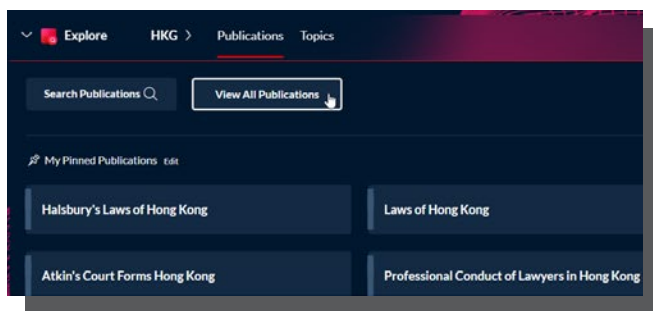 Explore HKG > Publications Topics
Search Publications View All Publications
My Pinned Publications Edit
Halsbury's Laws of Hong Kong Laws of Hong Kong
Atkin's Court Forms Hong Kong Professional Conduct of Lawyers in Hong Kong